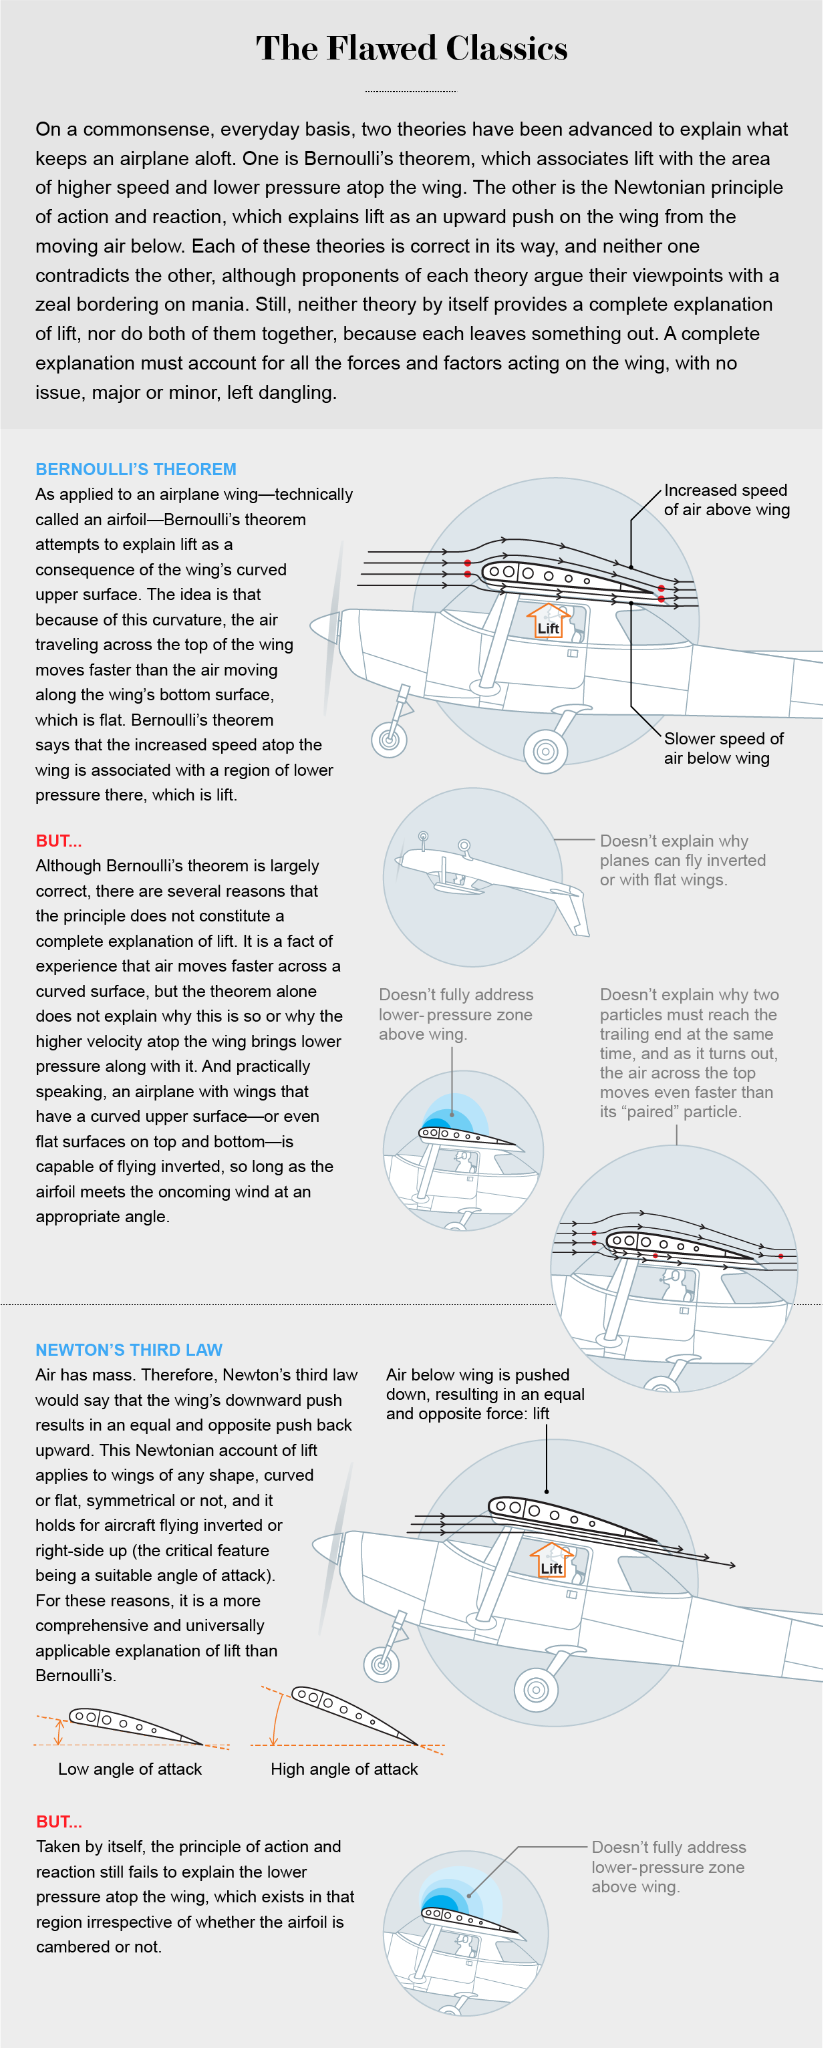 The Flawed Classics
On a commonsense, everyday basis, two theories have been advanced to explain what
keeps an airplane aloft. One is Bernoulli’s theorem, which associates lift with the area
of higher speed and lower pressure atop the wing. The other is the Newtonian principle
of action and reaction, which explains lift as an upward push on the wing from the
moving air below. Each of these theories is correct in its way, and neither one
contradicts the other, although proponents of each theory argue their viewpoints with a
zeal bordering on mania. Still, neither theory by itself provides a complete explanation
of lift, nor do both of them together, because each leaves something out. A complete
explanation must account for all the forces and factors acting on the wing, with no
issue, major or minor, left dangling.
BERNOULLI’S THEOREM
As applied to an airplane wing—technically
called an airfoil—Bernoulli’s theorem
attempts to explain lift as a
consequence of the wing’s curved
upper surface. The idea is that
because of this curvature, the air
traveling across the top of the wing
moves faster than the air moving
along the wing’s bottom surface,
which is flat. Bernoulli’s theorem
says that the increased speed atop the
wing is associated with a region of lower
pressure there, which is lift.
Increased speed
of air above wing
Lift
Slower speed of
air below wing
BUT...
Although Bernoulli’s theorem is largely
correct, there are several reasons that
the principle does not constitute a
complete explanation of lift. It is a fact of
experience that air moves faster across a
curved surface, but the theorem alone
does not explain why this is so or why the
higher velocity atop the wing brings lower
pressure along with it. And practically
speaking, an airplane with wings that
have a curved upper surface—or even
flat surfaces on top and bottom—is
capable of flying inverted, so long as the
airfoil meets the oncoming wind at an
appropriate angle.
Doesn’t explain why
planes can fly inverted
or with flat wings.
Doesn’t fully address
lower-pressure zone
above wing.
Doesn’t explain why two
particles must reach the
trailing end at the same
time, and as it turns out,
the air across the top
moves even faster than
its “paired” particle.
NEWTON’S THIRD LAW
Air has mass. Therefore, Newton’s third law
would say that the wing’s downward push
results in an equal and opposite push back
upward. This Newtonian account of lift
applies to wings of any shape, curved
or flat, symmetrical or not, and it
holds for aircraft flying inverted or
right-side up (the critical feature
being a suitable angle of attack).
For these reasons, it is a more
comprehensive and universally
applicable explanation of lift than
Bernoulli’s.
Air below wing is pushed
down, resulting in an equal
and opposite force: lift
Lift
Low angle of attack
High angle of attack
BUT...
Taken by itself, the principle of action and
reaction still fails to explain the lower
pressure atop the wing, which exists in that
region irrespective of whether the airfoil is
cambered or not.
Doesn’t fully address
lower-pressure zone
above wing.